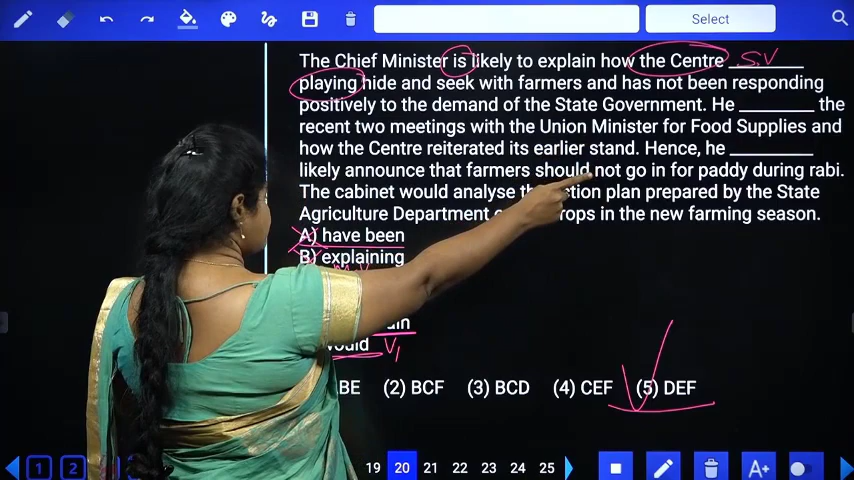 Select
The Chief Minister is likely to explain how the Centre ________ S.V
playing hide and seek with farmers and has not been responding
positively to the demand of the State Government. He ________ the
recent two meetings with the Union Minister for Food Supplies and
how the Centre reiterated its earlier stand. Hence, he ________
likely announce that farmers should not go in for paddy during rabi.
The cabinet would analyse the action plan prepared by the State
Agriculture Department crops in the new farming season.
A) have been
B) explaining
would V1
BE (2) BCF (3) BCD (4) CEF (5) DEF
1 2 19 20 21 22 23 24 25 A+